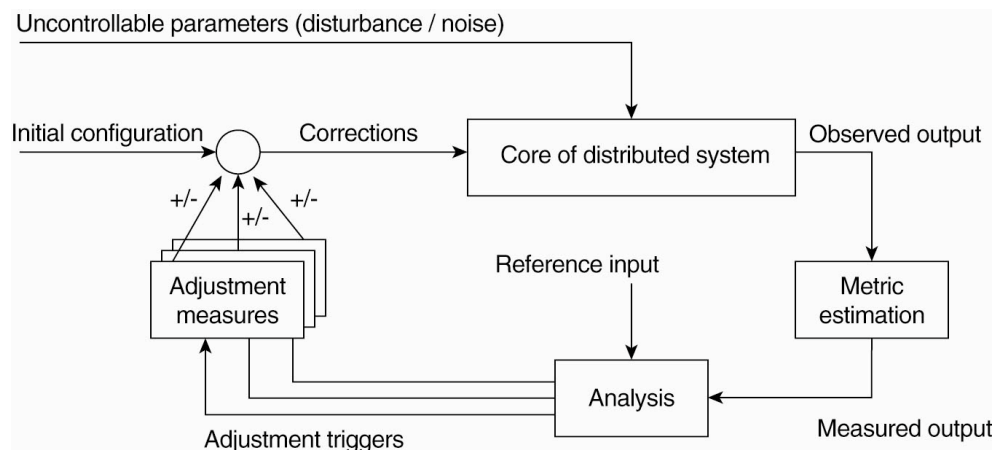 Uncontrollable parameters (disturbance / noise)
Initial configuration
Corrections
Core of distributed system
Observed output
+/-
+/-
+/-
Reference input
Adjustment
measures
Metric
estimation
Analysis
Adjustment triggers
Measured output